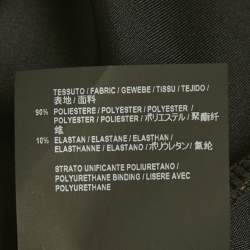 TESSUTO / FABRIC / GEWEBE / TISSU / TEJIDO /
表地 / 面料
90% POLIESTERE / POLYESTER / POLYESTER /
POLYESTER / POLIÉSTER / ポリエステル / 聚酯纤
维
10% ELASTAN / ELASTANE / ELASTHAN /
ELASTHANNE / ELASTANO / ポリウレタン / 氨纶
STRATO UNIFICANTE POLIURETANO /
POLYURETHANE BINDING / LISERE AVEC
POLYURETHANE